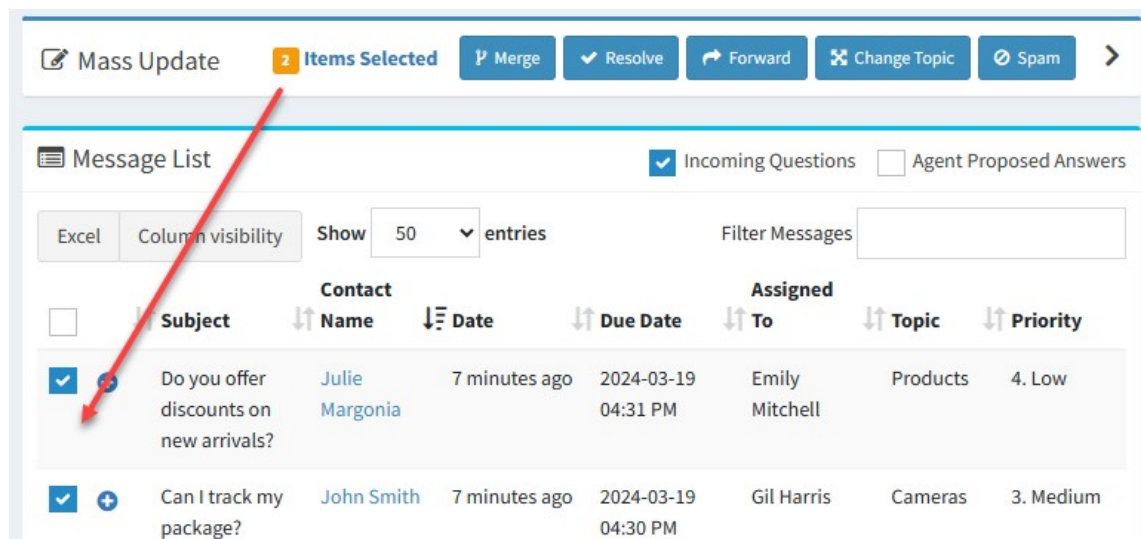 Mass Update 2 Items Selected Merge Resolve Forward Change Topic Spam
Message List Incoming Questions Agent Proposed Answers
Excel Column visibility Show 50 entries Filter Messages
Subject Contact Name Date Due Date Assigned To Topic Priority
Do you offer Julie 7 minutes ago 2024-03-19 Emily Products 4. Low
discounts on Margonia 04:31 PM Mitchell
new arrivals?
Can I track my John Smith 7 minutes ago 2024-03-19 Gil Harris Cameras 3. Medium
package? 04:30 PM